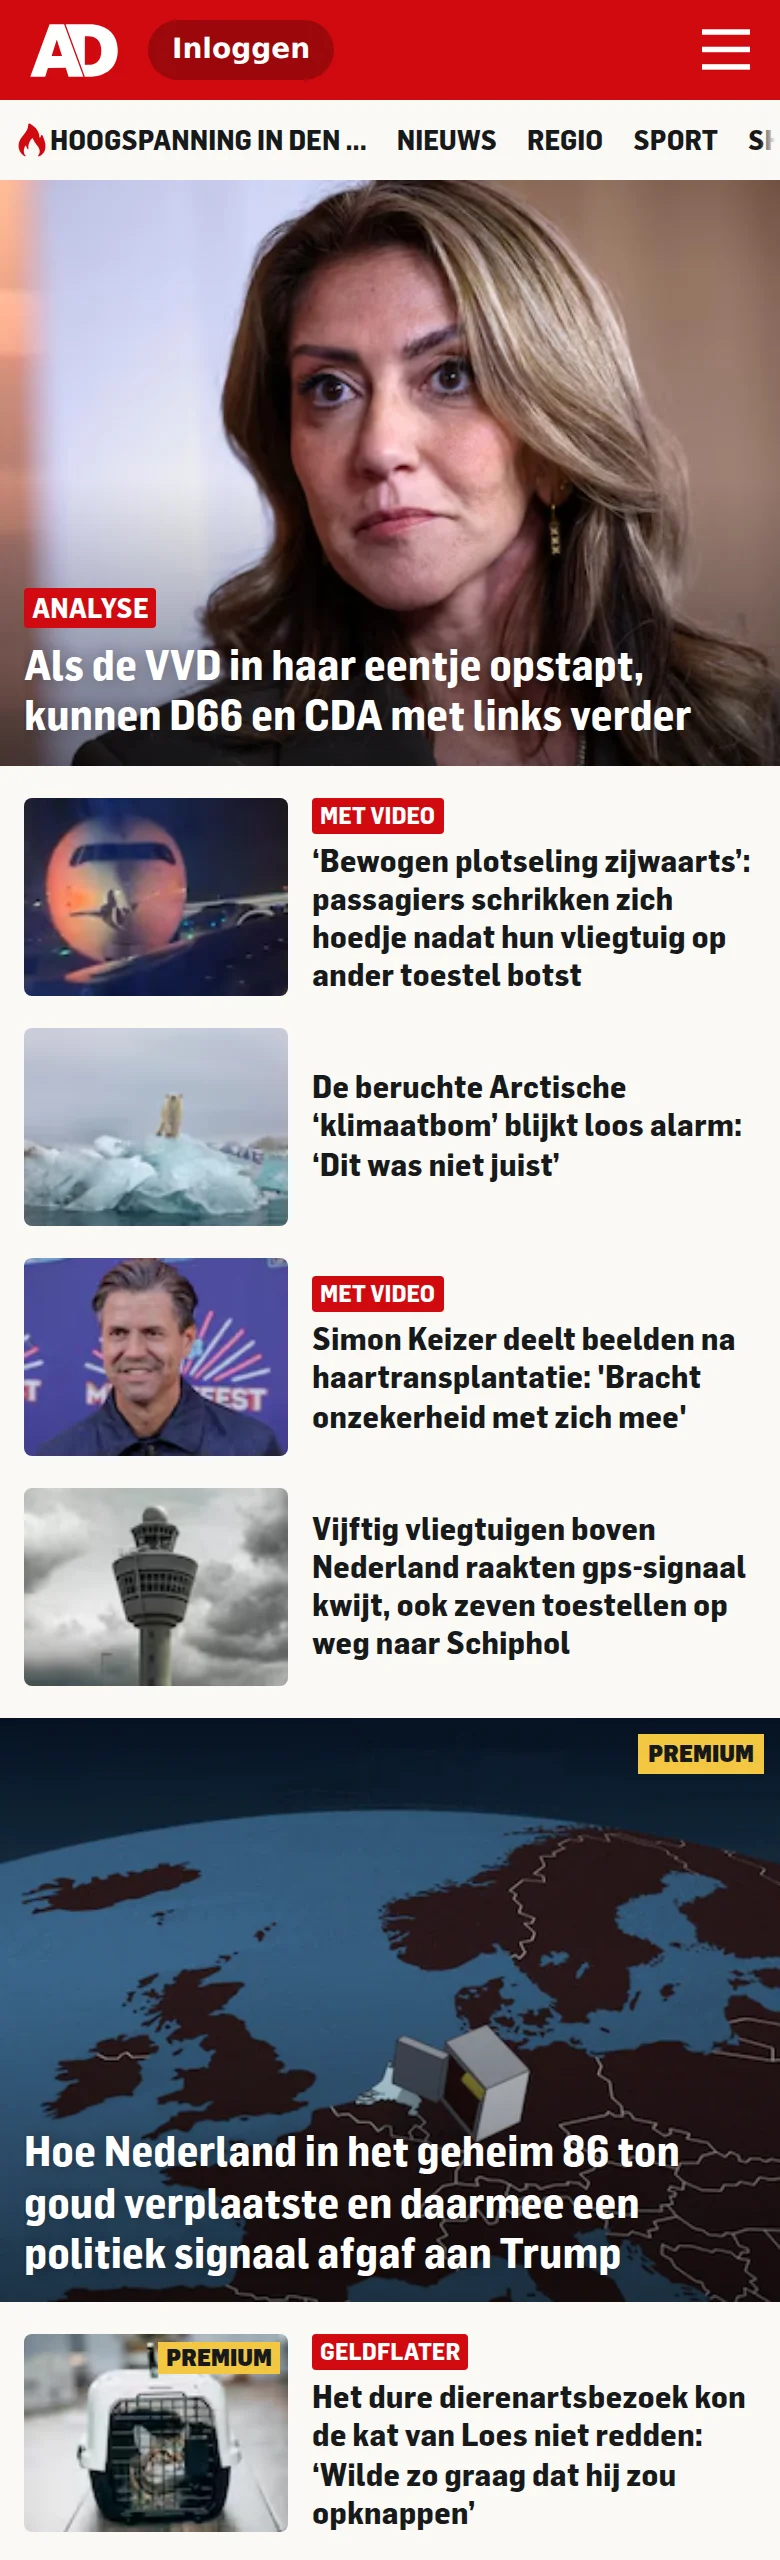 AD
Inloggen
HOOGSPANNING IN DEN ... NIEUWS REGIO SPORT
ANALYSE
Als de VVD in haar eentje opstapt,
kunnen D66 en CDA met links verder
MET VIDEO
‘Bewogen plotseling zijwaarts’:
passagiers schrikken zich
hoedje nadat hun vliegtuig op
ander toestel botst
De beruchte Arctische
‘klimaatbom’ blijkt loos alarm:
‘Dit was niet juist’
MET VIDEO
Simon Keizer deelt beelden na
haartransplantatie: 'Bracht
onzekerheid met zich mee'
Vijftig vliegtuigen boven
Nederland raakten gps-signaal
kwijt, ook zeven toestellen op
weg naar Schiphol
PREMIUM
Hoe Nederland in het geheim 86 ton
goud verplaatste en daarmee een
politiek signaal afgaf aan Trump
PREMIUM
GELDFLATER
Het dure dierenartsbezoek kon
de kat van Loes niet redden:
‘Wilde zo graag dat hij zou
opknappen’